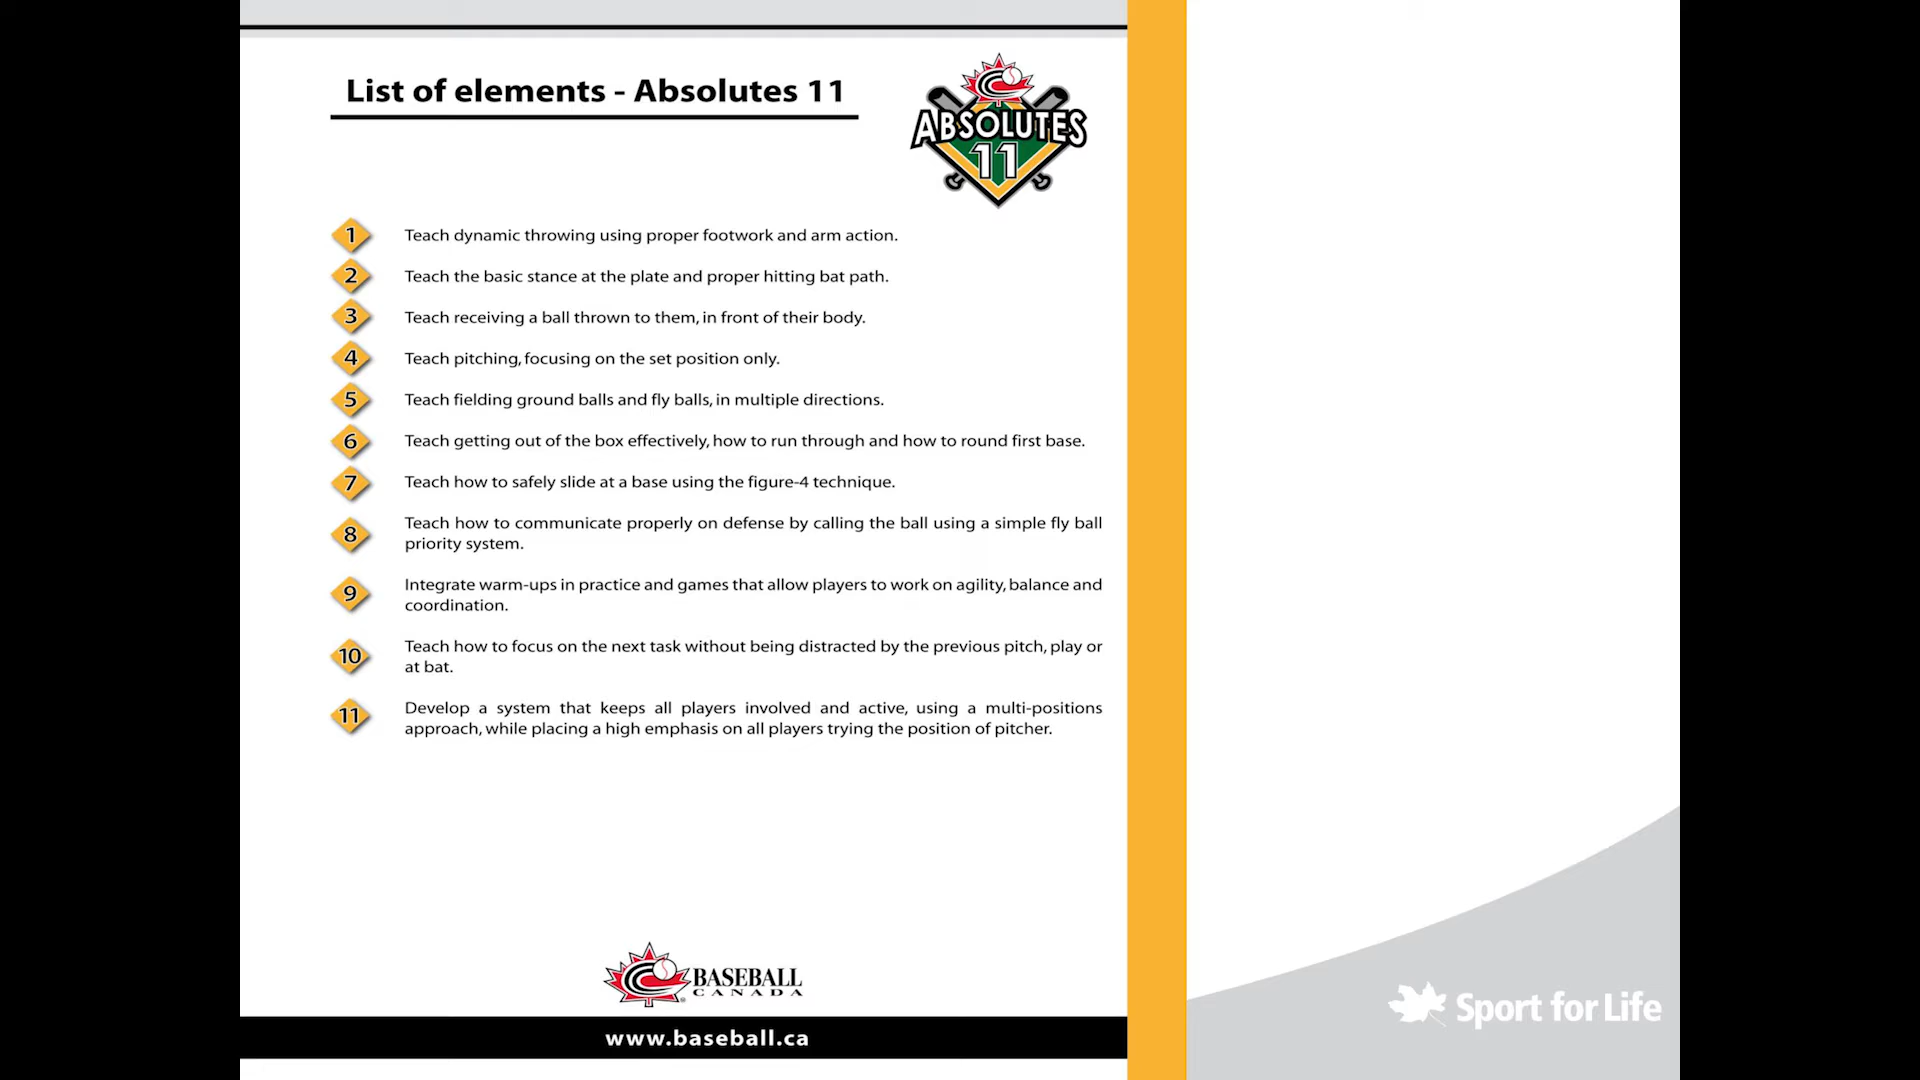 List of elements - Absolutes 11
ABSOLUTES
11
1 Teach dynamic throwing using proper footwork and arm action.
2 Teach the basic stance at the plate and proper hitting bat path.
3 Teach receiving a ball thrown to them, in front of their body.
4 Teach pitching, focusing on the set position only.
5 Teach fielding ground balls and fly balls, in multiple directions.
6 Teach getting out of the box effectively, how to run through and how to round first base.
7 Teach how to safely slide at a base using the figure-4 technique.
8 Teach how to communicate properly on defense by calling the ball using a simple fly ball
priority system.
9 Integrate warm-ups in practice and games that allow players to work on agility, balance and
coordination.
10 Teach how to focus on the next task without being distracted by the previous pitch, play or
at bat.
11 Develop a system that keeps all players involved and active, using a multi-positions
approach, while placing a high emphasis on all players trying the position of pitcher.
BASEBALL
CANADA
www.baseball.ca
Sport for Life